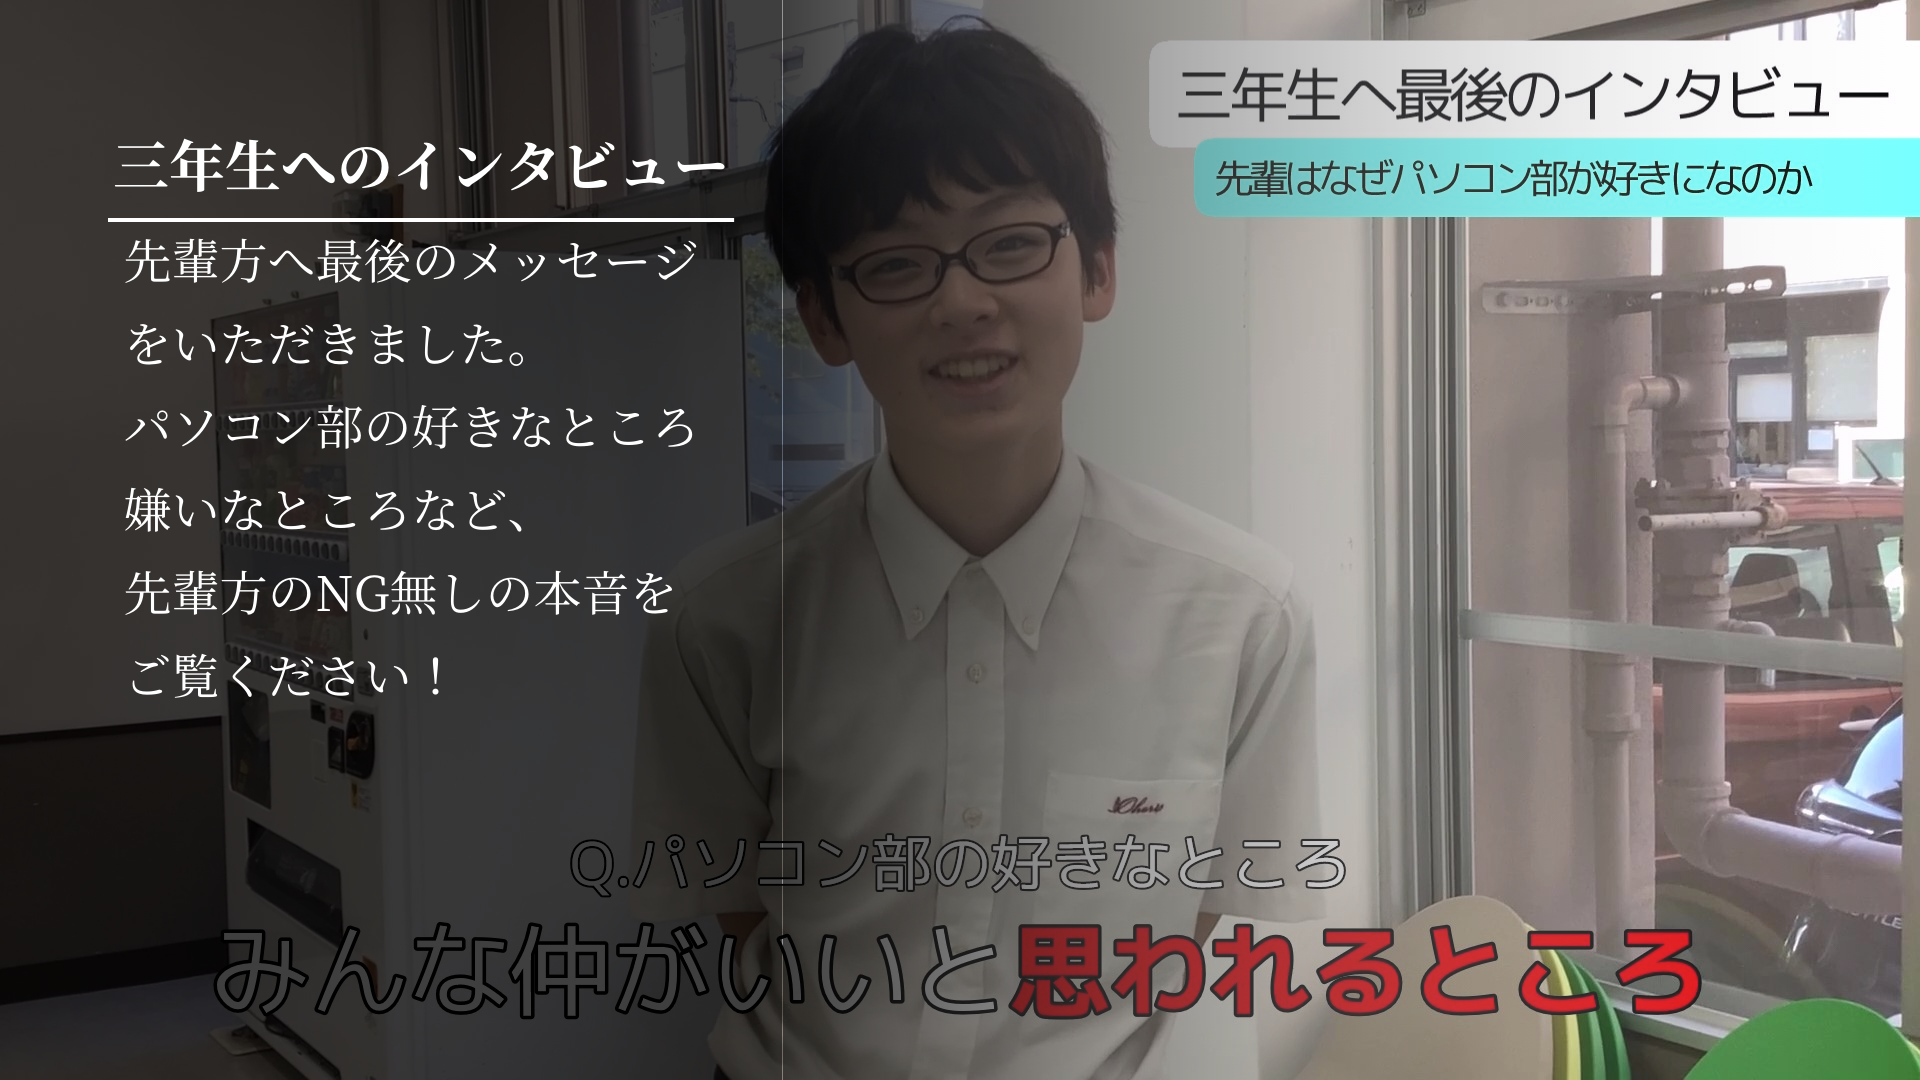 三年生へ最後のインタビュー
先輩はなぜパソコン部が好きになのか
三年生へのインタビュー
先輩方へ最後のメッセージ
をいただきました。
パソコン部の好きなところ
嫌いなところなど、
先輩方のNG無しの本音を
ご覧ください！
Q.パソコン部の好きなところ
みんな仲がいいと思われるところ